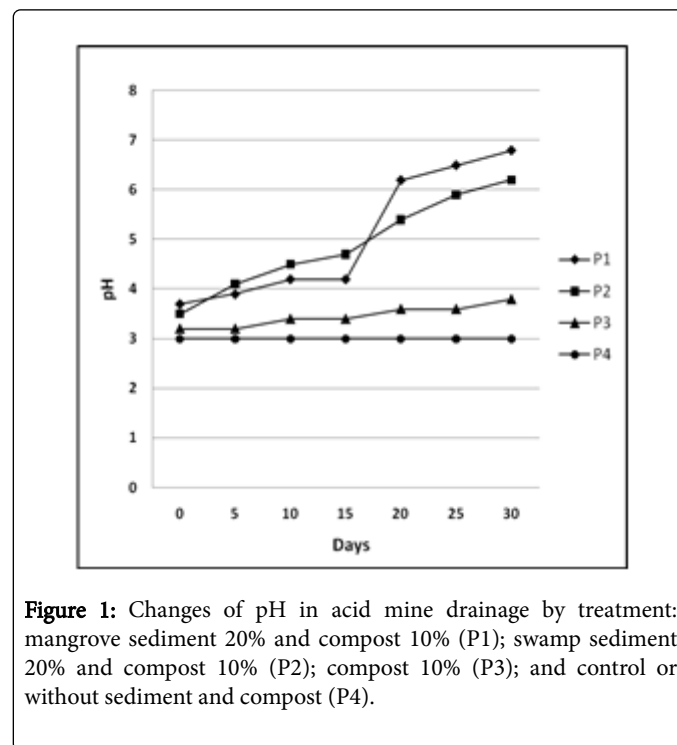 8
7
6
5
4
3
2
1
0
pH
0 5 10 15 20 25 30
Days
P1
P2
P3
P4
Figure 1: Changes of pH in acid mine drainage by treatment:
mangrove sediment 20% and compost 10% (P1); swamp sediment
20% and compost 10% (P2); compost 10% (P3); and control or
without sediment and compost (P4).